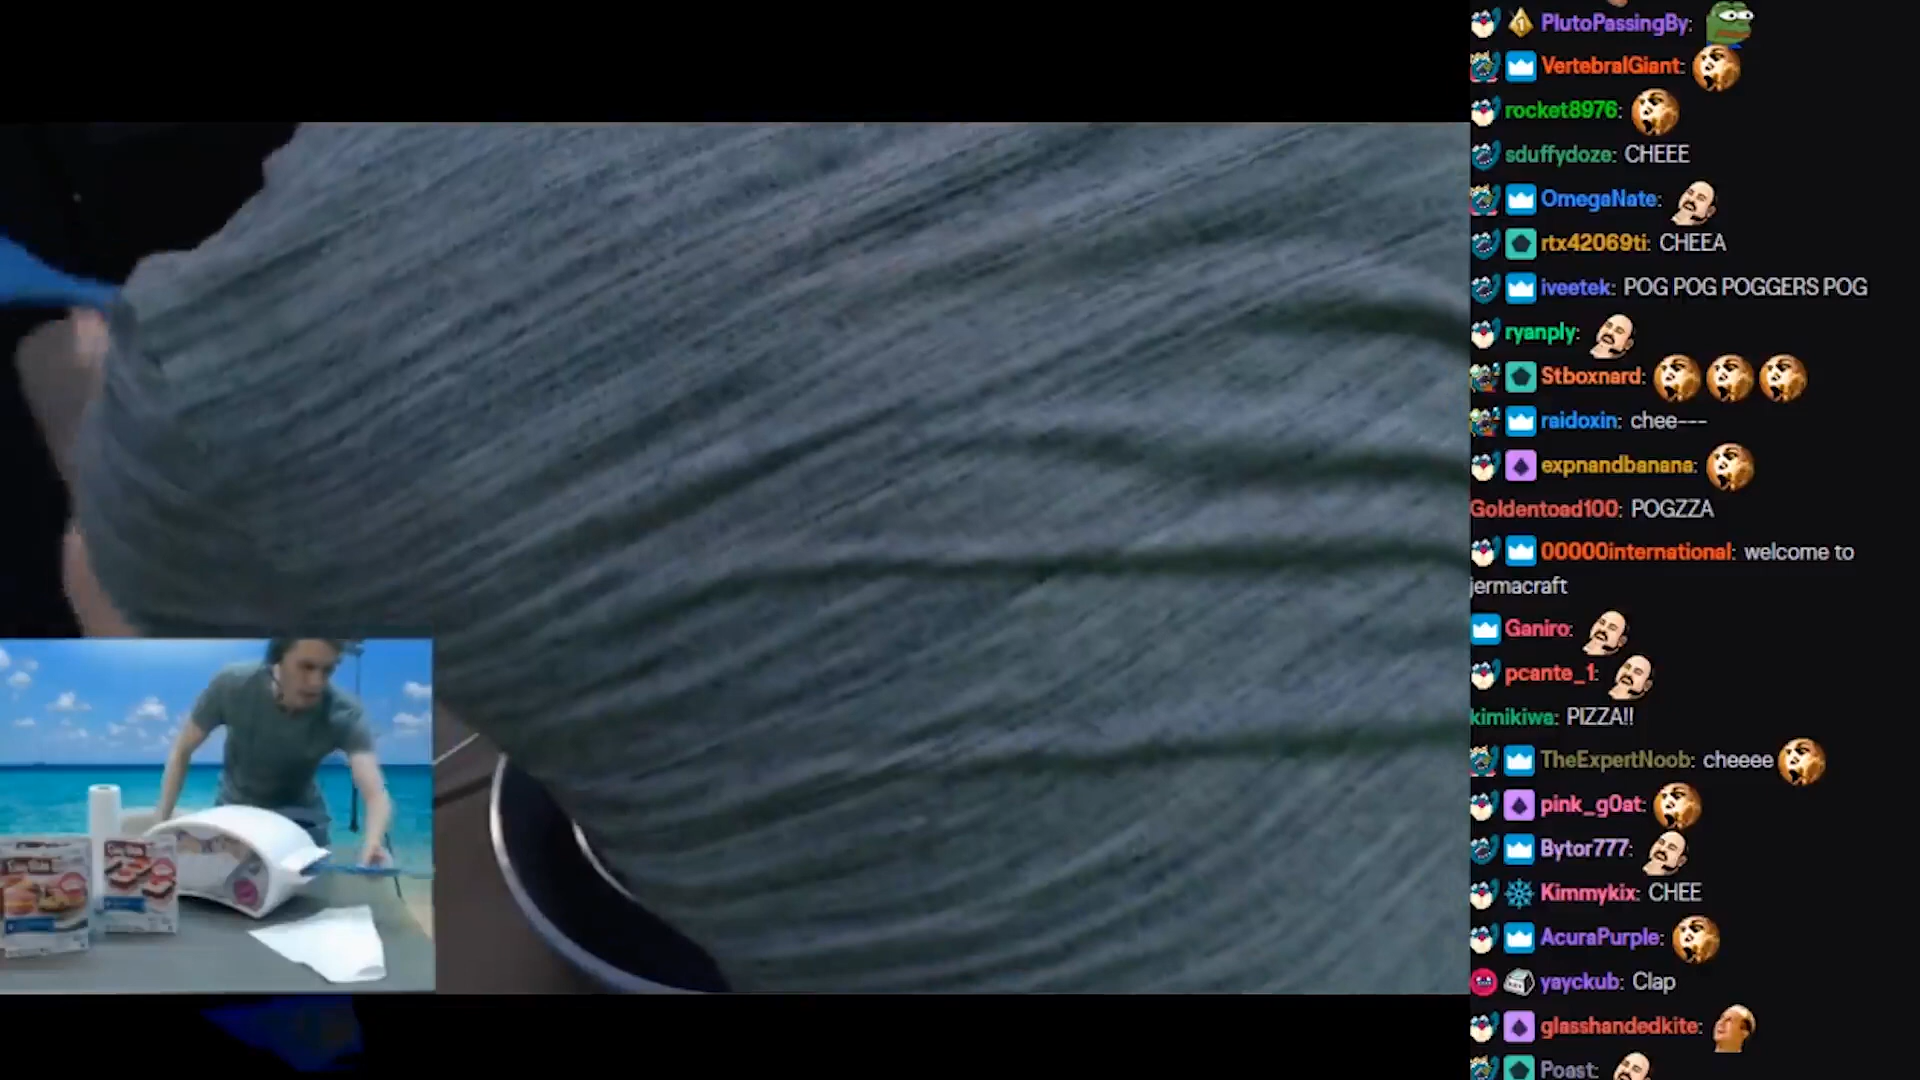 PlutoPassingBy:
VertebralGiant:
rocket8976:
sduffydoze: CHEEE
OmegaNate:
rtx42069ti: CHEEA
iveetek: POG POG POGGERS POG
ryanply:
Stboxnard:
raidoxin: chee---
expnandbanana:
Goldentoad100: POGZZA
00000international: welcome to
jermacraft
Ganiro:
pcante_1:
kimikiwa: PIZZA!!
TheExpertNoob: cheeee
pink_g0at:
Bytor777:
Kimmykix: CHEE
AcuraPurple:
yayckub: Clap
glasshandedkite:
Poast: